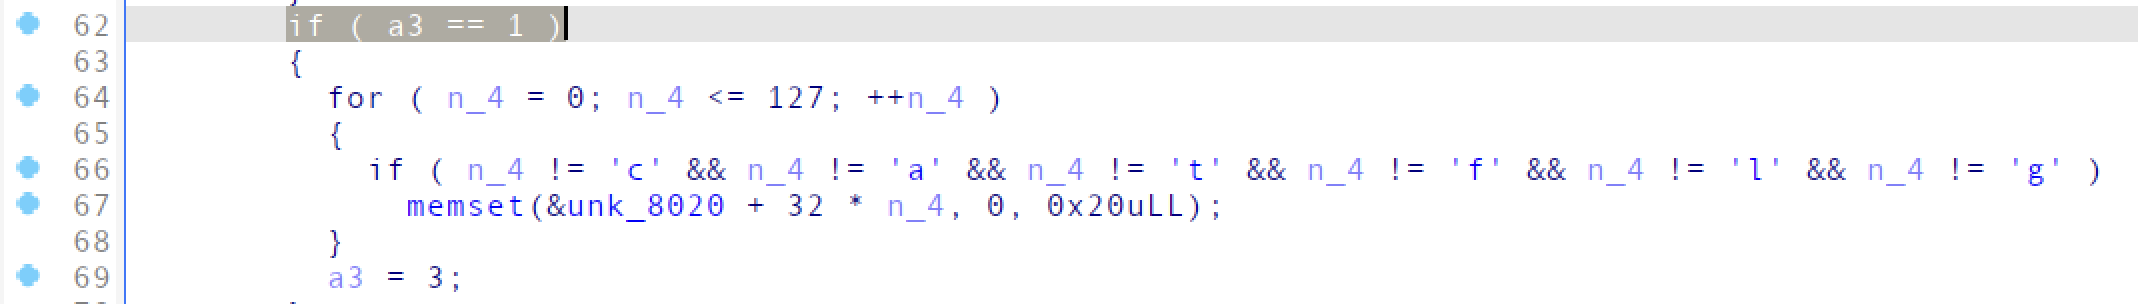 62 if ( a3 == 1 )
63 {
64 for ( n_4 = 0; n_4 <= 127; ++n_4 )
65 {
66 if ( n_4 != 'c' && n_4 != 'a' && n_4 != 't' && n_4 != 'f' && n_4 != 'l' && n_4 != 'g' )
67 memset(&unk_8020 + 32 * n_4, 0, 0x20uLL);
68 }
69 a3 = 3;